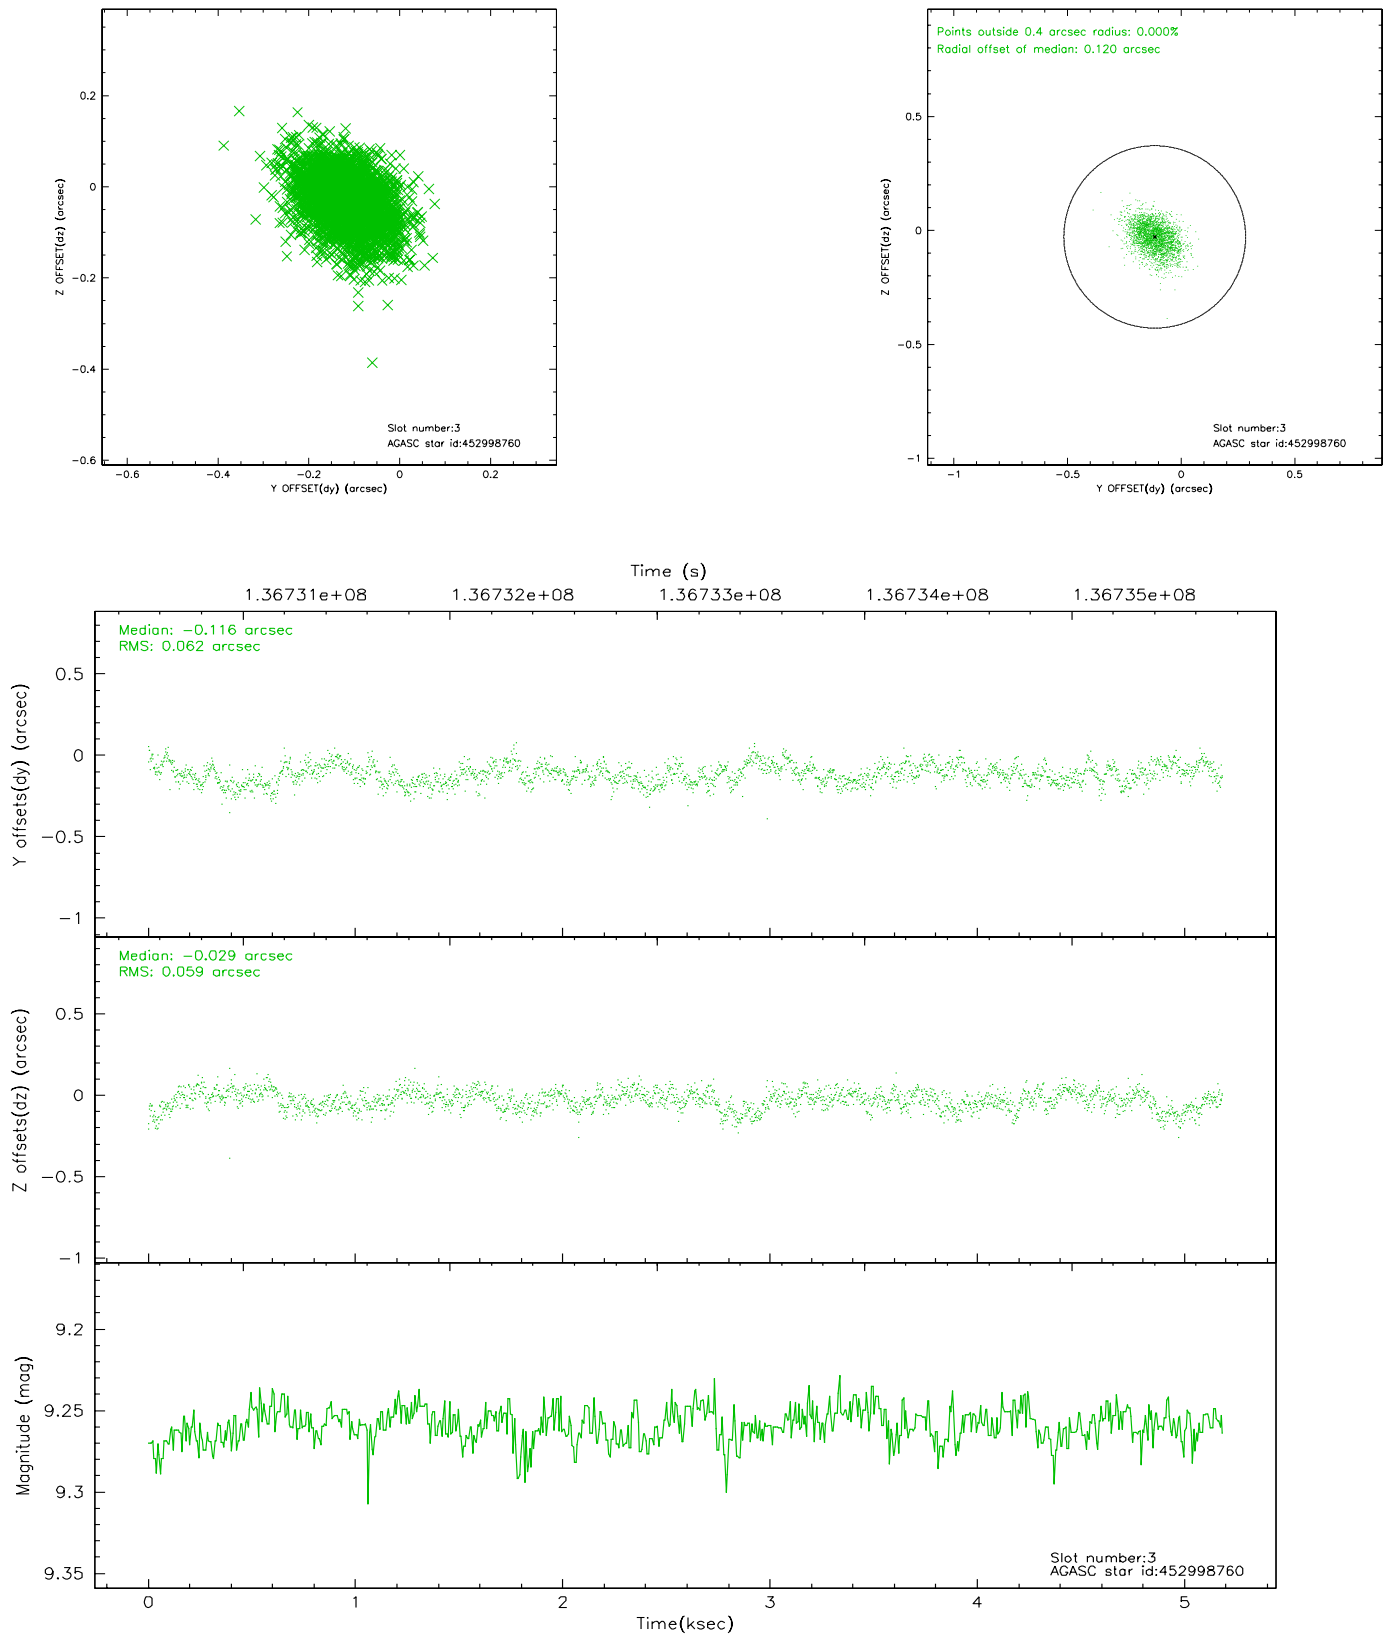 0.2
0
-0.2
-0.4
-0.6
Z OFFSET(dz) (arcsec)
Slot number:3
AGASC star id:452998760
-0.6 -0.4 -0.2 0 0.2
Y OFFSET(dy) (arcsec)
Points outside 0.4 arcsec radius: 0.000%
Radial offset of median: 0.120 arcsec
0.5
0
-0.5
-1
Z OFFSET(dz) (arcsec)
Slot number:3
AGASC star id:452998760
-1 -0.5 0 0.5
Y OFFSET(dy) (arcsec)
Time (s)
1.36731e+08 1.36732e+08 1.36733e+08 1.36734e+08 1.36735e+08
Median: -0.116 arcsec
RMS: 0.062 arcsec
0.5
0
-0.5
-1
Y offsets(dy) (arcsec)
Median: -0.029 arcsec
RMS: 0.059 arcsec
0.5
0
-0.5
-1
Z offsets(dz) (arcsec)
9.2
9.25
9.3
9.35
Magnitude (mag)
Slot number:3
AGASC star id:452998760
0 1 2 3 4 5
Time(ksec)